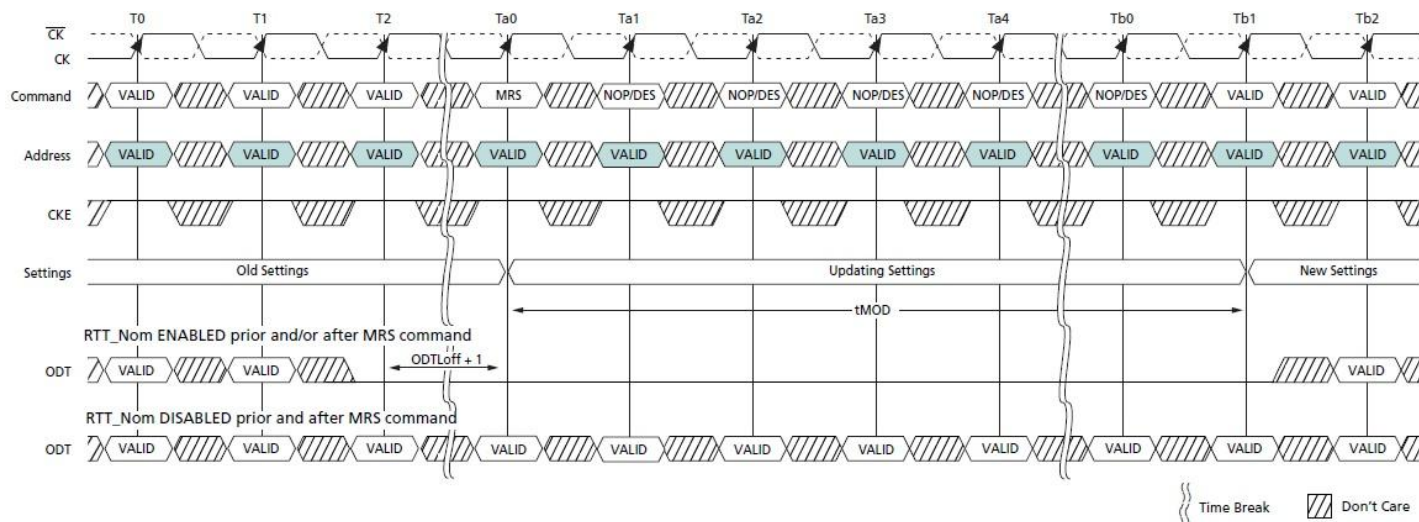 T0 T1 T2 Ta0 Ta1 Ta2 Ta3 Ta4 Tb0 Tb1 Tb2
CK
CK
Command VALID VALID VALID MRS NOP/DES NOP/DES NOP/DES NOP/DES NOP/DES VALID VALID
Address VALID VALID VALID VALID VALID VALID VALID VALID VALID VALID VALID
CKE
Settings Old Settings Updating Settings New Settings
tMOD
RTT_Nom ENABLED prior and/or after MRS command
ODTLoff + 1
ODT VALID VALID VALID
RTT_Nom DISABLED prior and after MRS command
ODT VALID VALID VALID VALID VALID VALID VALID VALID VALID VALID VALID
Time Break Don't Care